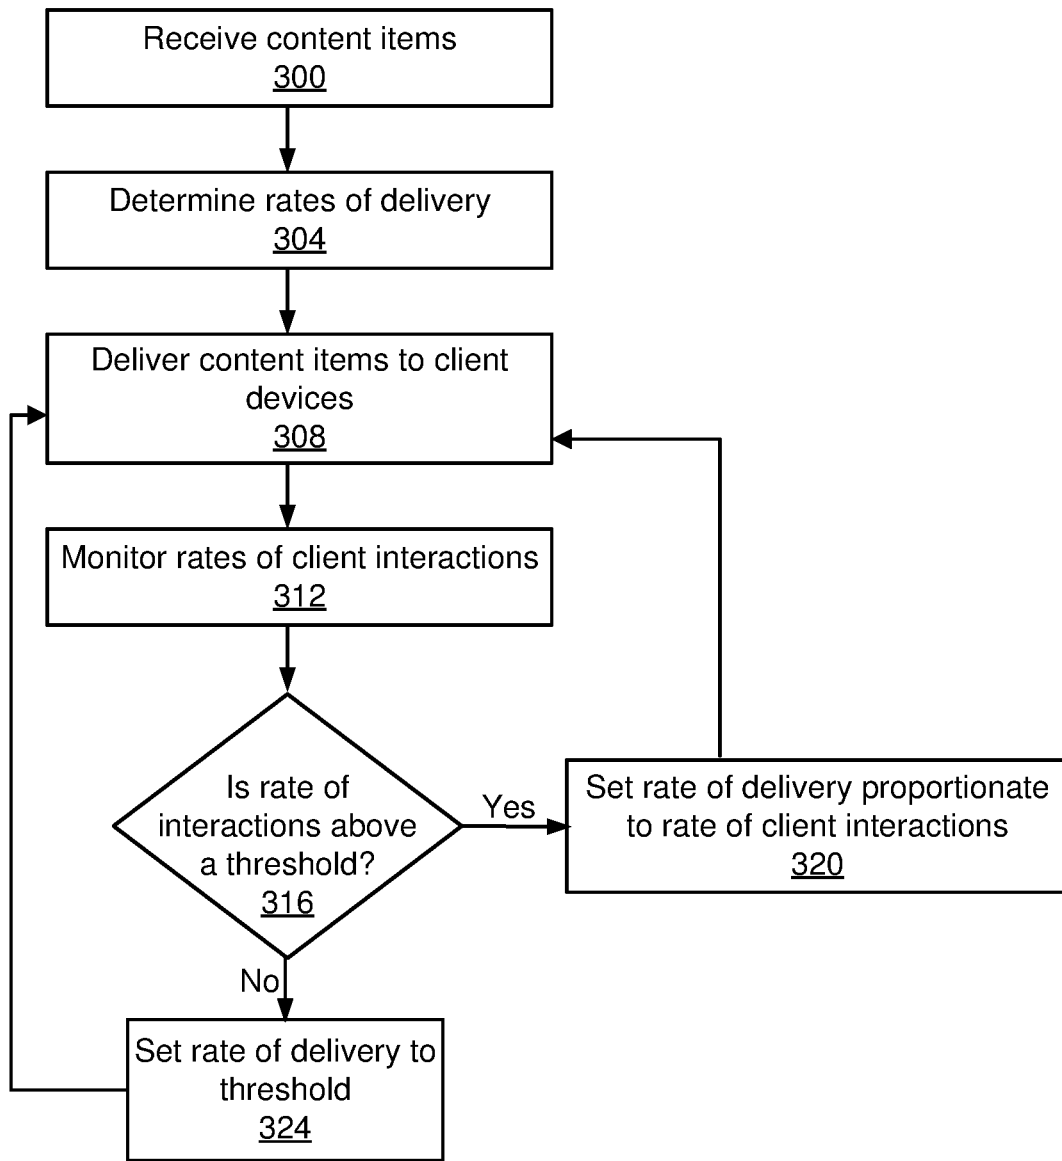 Receive content items
300
Determine rates of delivery
304
Deliver content items to client
devices
308
Monitor rates of client interactions
312
Is rate of
interactions above
a threshold?
316
Yes
Set rate of delivery proportionate
to rate of client interactions
320
No
Set rate of delivery to
threshold
324